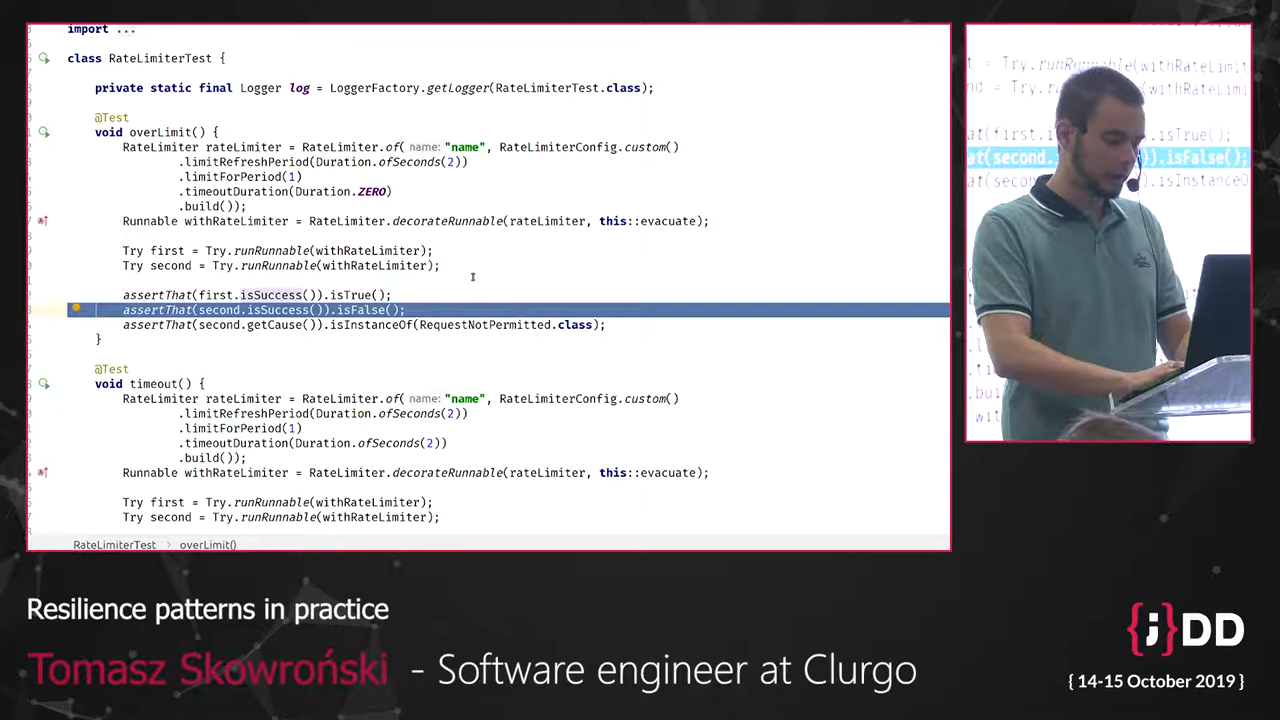 import ...
class RateLimiterTest {
private static final Logger log = LoggerFactory.getLogger(RateLimiterTest.class);
@Test
void overLimit() {
RateLimiter rateLimiter = RateLimiter.of( name: "name", RateLimiterConfig.custom()
.limitRefreshPeriod(Duration.ofSeconds(2))
.limitForPeriod(1)
.timeoutDuration(Duration.ZERO)
.build());
Runnable withRateLimiter = RateLimiter.decorateRunnable(rateLimiter, this::evacuate);
Try first = Try.runRunnable(withRateLimiter);
Try second = Try.runRunnable(withRateLimiter);
assertThat(first.isSuccess()).isTrue();
assertThat(second.isSuccess()).isFalse();
assertThat(second.getCause()).isInstanceOf(RequestNotPermitted.class);
}
@Test
void timeout() {
RateLimiter rateLimiter = RateLimiter.of( name: "name", RateLimiterConfig.custom()
.limitRefreshPeriod(Duration.ofSeconds(2))
.limitForPeriod(1)
.timeoutDuration(Duration.ofSeconds(2))
.build());
Runnable withRateLimiter = RateLimiter.decorateRunnable(rateLimiter, this::evacuate);
Try first = Try.runRunnable(withRateLimiter);
Try second = Try.runRunnable(withRateLimiter);
RateLimiterTest > overLimit()
Resilience patterns in practice
Tomasz Skowroński - Software engineer at Clurgo
{;}DD
{ 14-15 October 2019 }